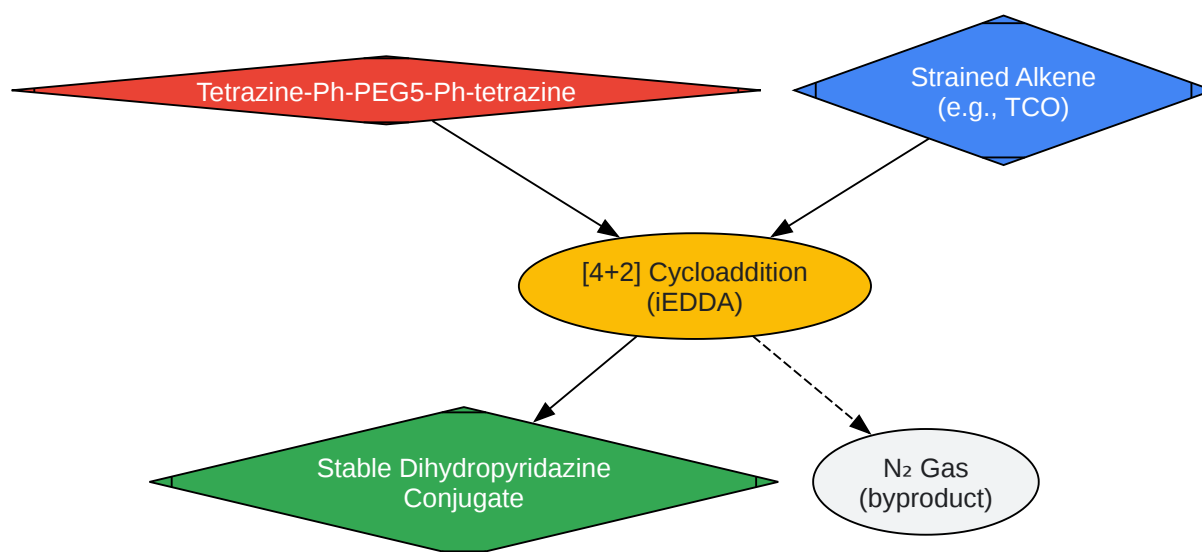 Tetrazine-Ph-PEG5-Ph-tetrazine
Strained Alkene
(e.g., TCO)
[4+2] Cycloaddition
(iEDDA)
Stable Dihydropyridazine
Conjugate
N₂ Gas
(byproduct)